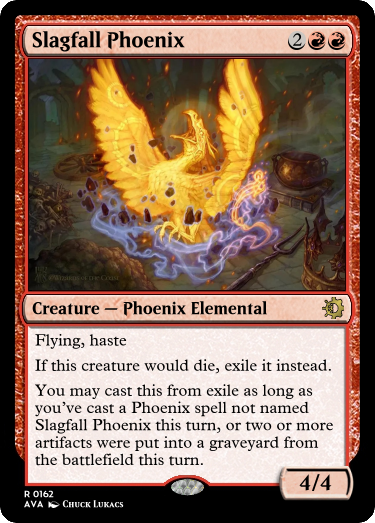 Slagfall Phoenix 2
Creature — Phoenix Elemental
Flying, haste
If this creature would die, exile it instead.
You may cast this from exile as long as
you've cast a Phoenix spell not named
Slagfall Phoenix this turn, or two or more
artifacts were put into a graveyard from
the battlefield this turn.
4/4
R 0162
AVA Chuck Lukacs